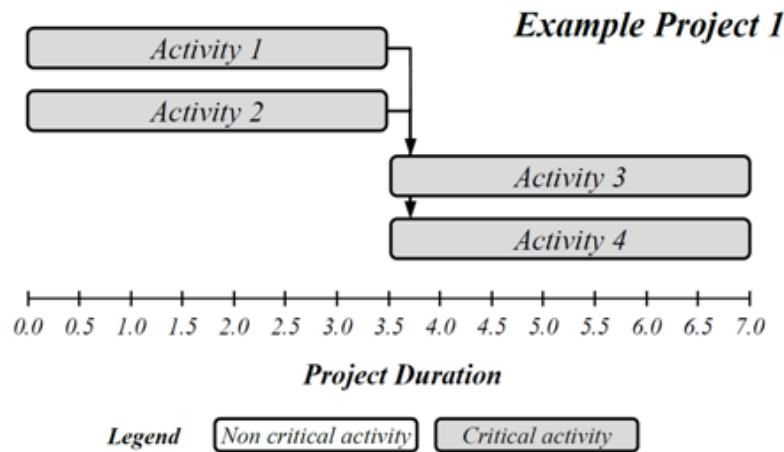 Example Project 1
Activity 1
Activity 2
Activity 3
Activity 4
0.0 0.5 1.0 1.5 2.0 2.5 3.0 3.5 4.0 4.5 5.0 5.5 6.0 6.5 7.0
Project Duration
Legend Non critical activity Critical activity